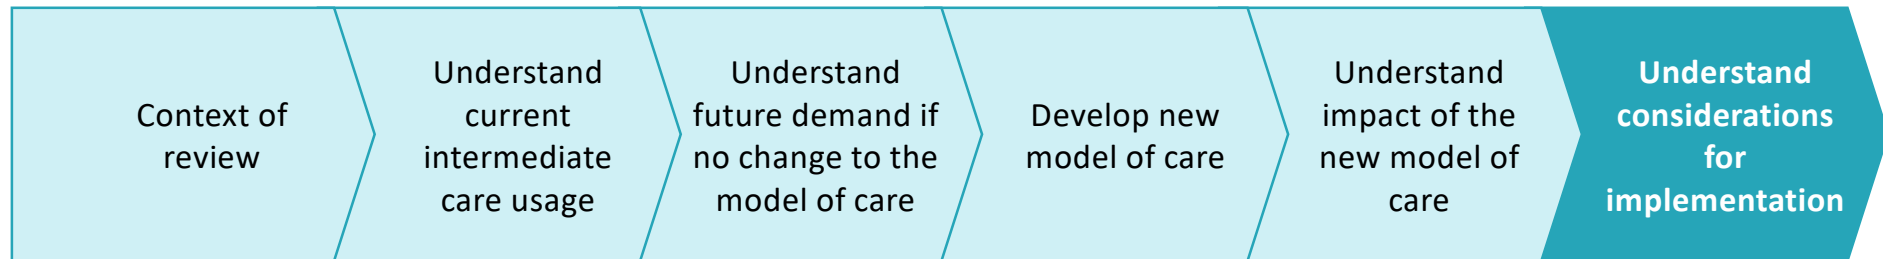 Context of
review
Understand
current
intermediate
care usage
Understand
future demand if
no change to the
model of care
Develop new
model of care
Understand
impact of the
new model of
care
Understand
considerations
for
implementation